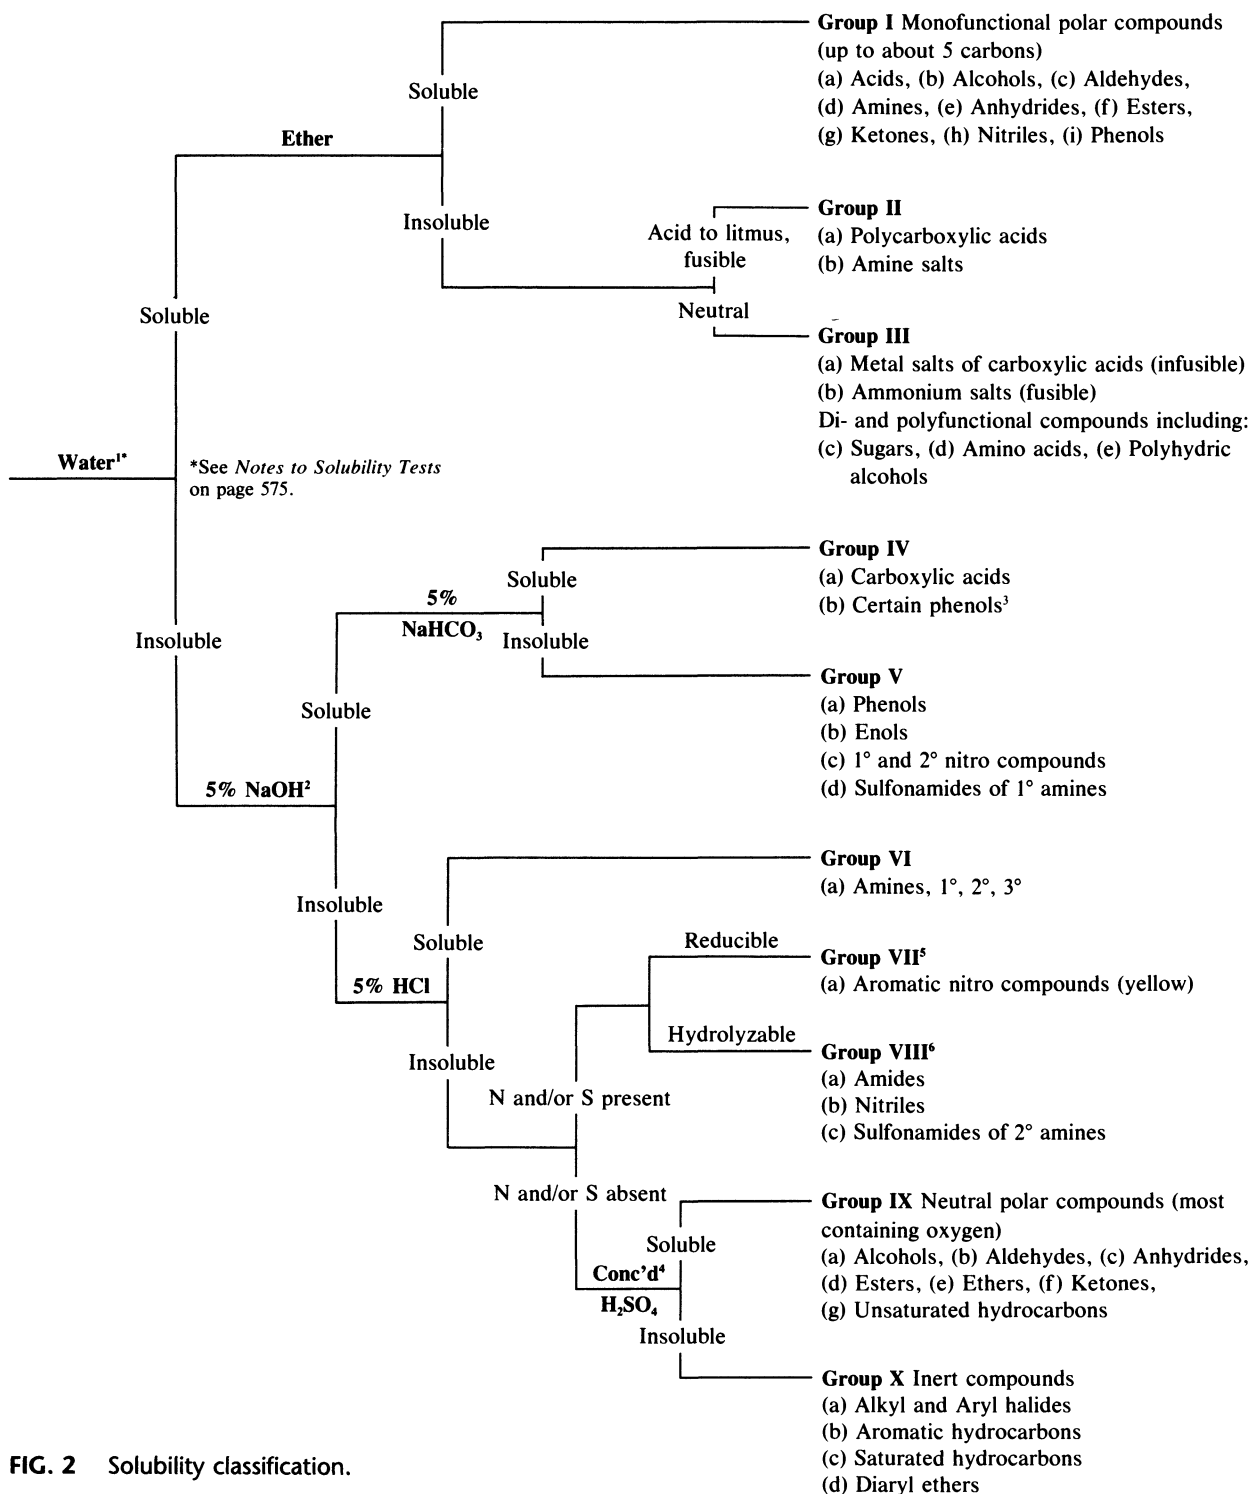 Group I Monofunctional polar compounds
(up to about 5 carbons)
(a) Acids, (b) Alcohols, (c) Aldehydes,
(d) Amines, (e) Anhydrides, (f) Esters,
(g) Ketones, (h) Nitriles, (i) Phenols
Soluble
Ether
Insoluble
Acid to litmus,
fusible
Group II
(a) Polycarboxylic acids
(b) Amine salts
Soluble
Neutral
Group III
(a) Metal salts of carboxylic acids (infusible)
(b) Ammonium salts (fusible)
Di- and polyfunctional compounds including:
(c) Sugars, (d) Amino acids, (e) Polyhydric
alcohols
Water¹*
*See Notes to Solubility Tests
on page 575.
Insoluble
Group IV
(a) Carboxylic acids
(b) Certain phenols³
Soluble
5%
NaHCO₃
Insoluble
Group V
(a) Phenols
(b) Enols
(c) 1° and 2° nitro compounds
(d) Sulfonamides of 1° amines
Soluble
5% NaOH²
Insoluble
Group VI
(a) Amines, 1°, 2°, 3°
Soluble
5% HCl
Insoluble
Reducible
Group VII⁵
(a) Aromatic nitro compounds (yellow)
Hydrolyzable
Group VIII⁶
(a) Amides
(b) Nitriles
(c) Sulfonamides of 2° amines
N and/or S present
N and/or S absent
Group IX Neutral polar compounds (most
containing oxygen)
(a) Alcohols, (b) Aldehydes, (c) Anhydrides,
(d) Esters, (e) Ethers, (f) Ketones,
(g) Unsaturated hydrocarbons
Soluble
Conc'd⁴
H₂SO₄
Insoluble
Group X Inert compounds
(a) Alkyl and Aryl halides
(b) Aromatic hydrocarbons
(c) Saturated hydrocarbons
(d) Diaryl ethers
FIG. 2 Solubility classification.